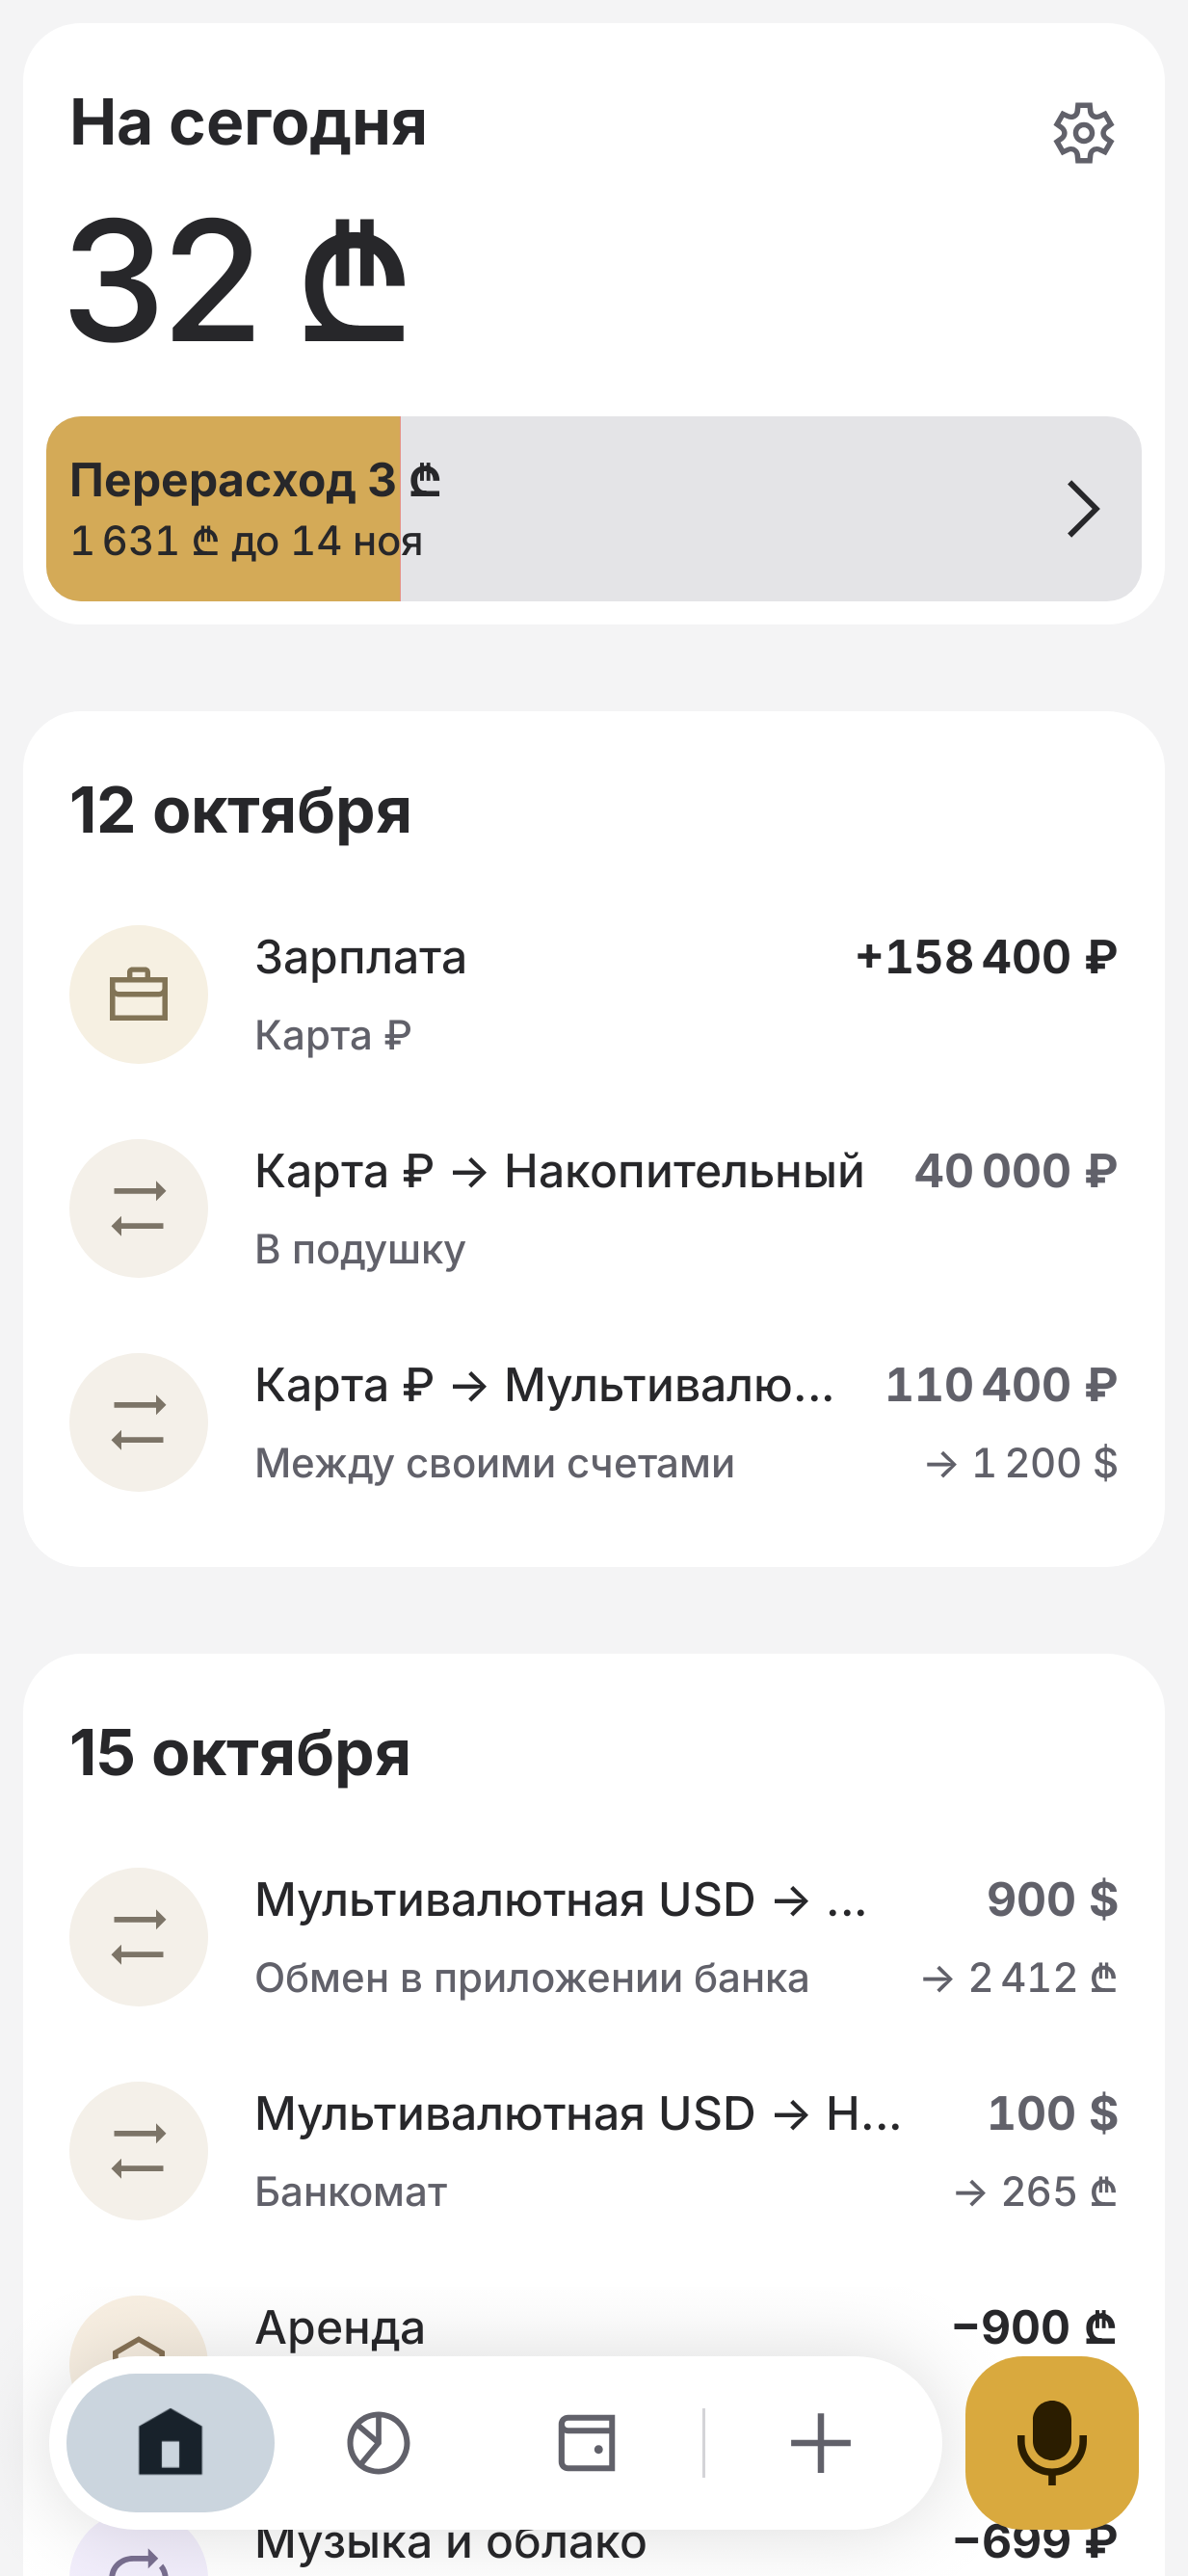 На сегодня
32 ₾
Перерасход 3 ₾
1 631 ₾ до 14 ноя
12 октября
Зарплата +158 400 ₽
Карта ₽
Карта ₽ → Накопительный 40 000 ₽
В подушку
Карта ₽ → Мультивалю... 110 400 ₽
Между своими счетами → 1 200 $
15 октября
Мультивалютная USD → ... 900 $
Обмен в приложении банка → 2 412 ₾
Мультивалютная USD → Н... 100 $
Банкомат → 265 ₾
Аренда −900 ₾
Музыка и облако −699 ₽